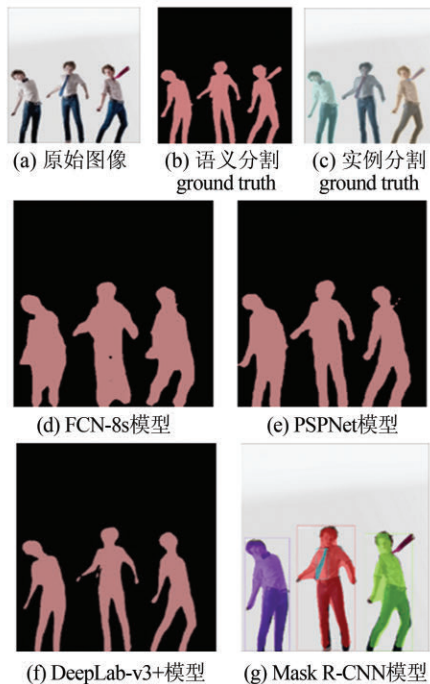 (a) 原始图像
(b) 语义分割
ground truth
(c) 实例分割
ground truth
(d) FCN-8s模型
(e) PSPNet模型
(f) DeepLab-v3+模型
(g) Mask R-CNN模型